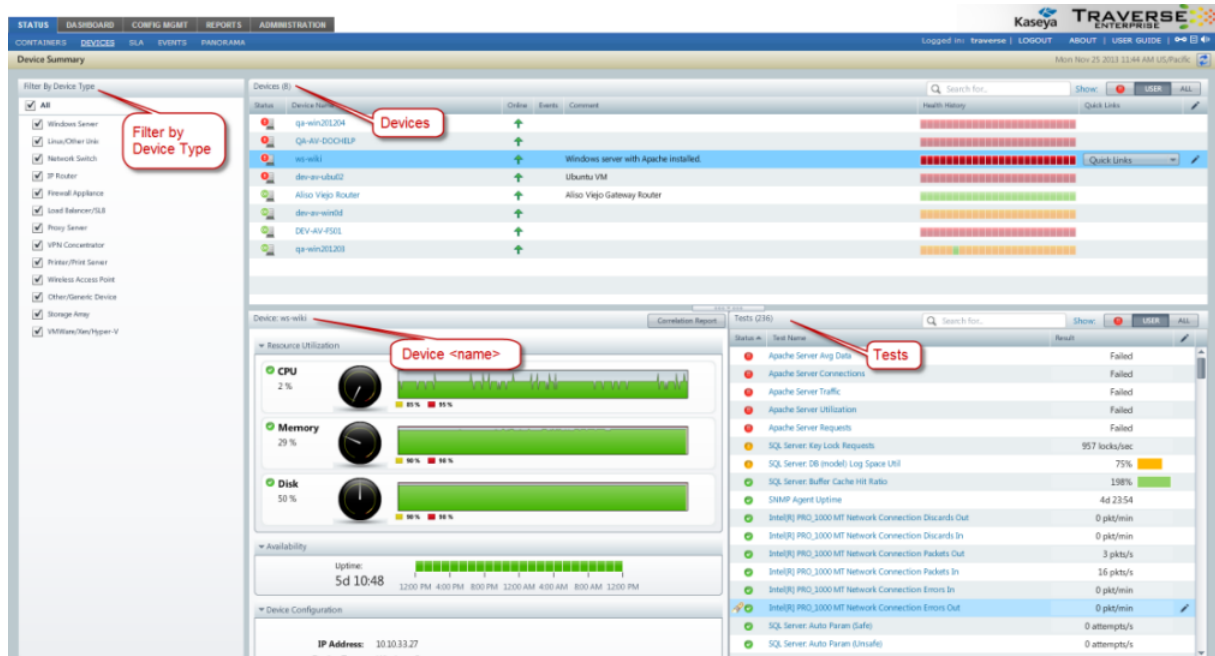 STATUS DASHBOARD CONFIG MGMT REPORTS ADMINISTRATION
Kaseya TRAVERSE ENTERPRISE
CONTAINERS DEVICES SLA EVENTS PANORAMA
Logged in: traverse | LOGOUT ABOUT | USER GUIDE |
Device Summary
Mon Nov 25 2013 11:44 AM US/Pacific
Filter By Device Type
All
Windows Server
Linux/Other Unix
Network Switch
IP Router
Firewall Appliance
Load Balancer/SLB
Proxy Server
VPN Concentrator
Printer/Print Server
Wireless Access Point
Other/Generic Device
Storage Array
VMWare/Xen/Hyper-V
Filter by
Device Type
Devices (8)
Search for..
Show: USER ALL
Status Device Name Online Events Comment Health History Quick Links
Devices
qa-win201204
QA-AV-DOCHELP
ws-wiki Windows server with Apache installed. Quick Links
dev-av-ubu02 Ubuntu VM
Aliso Viejo Router Aliso Viejo Gateway Router
dev-av-win0d
DEV-AV-FS01
qa-win201203
Device: ws-wiki
Correlation Report
Device <name>
Resource Utilization
CPU
2 %
85 % 95 %
Memory
29 %
90 % 98 %
Disk
50 %
90 % 98 %
Availability
Uptime:
5d 10:48
12:00 PM 4:00 PM 8:00 PM 12:00 AM 4:00 AM 8:00 AM 12:00 PM
Device Configuration
IP Address: 10.10.33.27
Tests (236)
Search for..
Show: USER ALL
Status Test Name Result
Tests
Apache Server Avg Data Failed
Apache Server Connections Failed
Apache Server Traffic Failed
Apache Server Utilization Failed
Apache Server Requests Failed
SQL Server: Key Lock Requests 957 locks/sec
SQL Server: DB (model) Log Space Util 75%
SQL Server: Buffer Cache Hit Ratio 198%
SNMP Agent Uptime 4d 23:54
Intel[R] PRO_1000 MT Network Connection Discards Out 0 pkt/min
Intel[R] PRO_1000 MT Network Connection Discards In 0 pkt/min
Intel[R] PRO_1000 MT Network Connection Packets Out 3 pkts/s
Intel[R] PRO_1000 MT Network Connection Packets In 16 pkts/s
Intel[R] PRO_1000 MT Network Connection Errors In 0 pkt/min
Intel[R] PRO_1000 MT Network Connection Errors Out 0 pkt/min
SQL Server: Auto Param (Safe) 0 attempts/s
SQL Server: Auto Param (Unsafe) 0 attempts/s